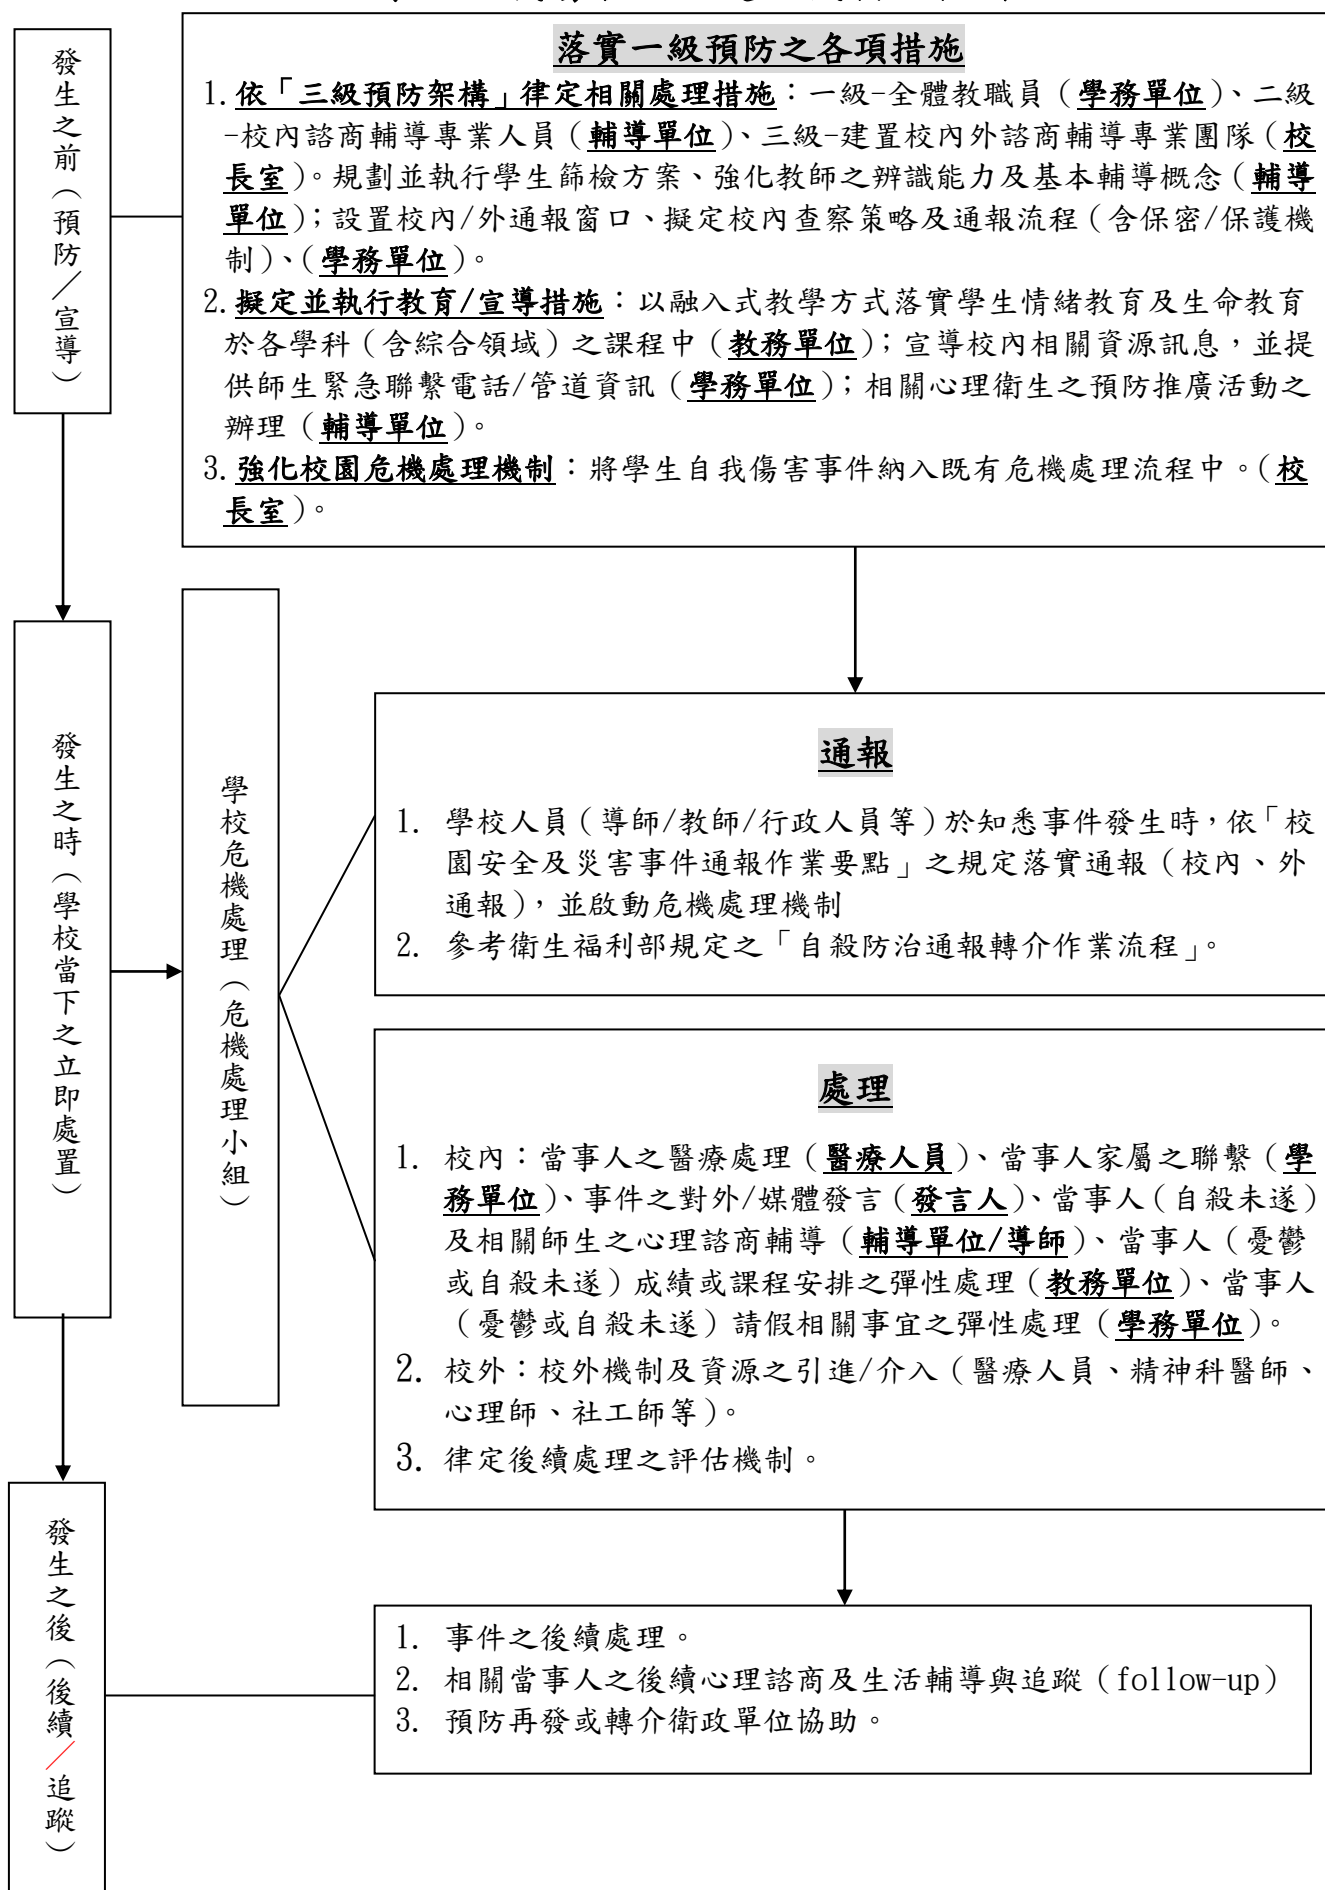 落實一級預防之各項措施
發生之前（預防／宣導）
1.依「三級預防架構」律定相關處理措施：一級-全體教職員（學務單位）、二級
-校內諮商輔導專業人員（輔導單位）、三級-建置校內外諮商輔導專業團隊（校
長室）。規劃並執行學生篩檢方案、強化教師之辨識能力及基本輔導概念（輔導
單位）；設置校內/外通報窗口、擬定校內查察策略及通報流程（含保密/保護機
制）、（學務單位）。
2.擬定並執行教育/宣導措施：以融入式教學方式落實學生情緒教育及生命教育
於各學科（含綜合領域）之課程中（教務單位）；宣導校內相關資源訊息，並提
供師生緊急聯繫電話/管道資訊（學務單位）；相關心理衛生之預防推廣活動之
辦理（輔導單位）。
3.強化校園危機處理機制：將學生自我傷害事件納入既有危機處理流程中。（校
長室）。
發生之時（學校當下之立即處置）
學校危機處理（危機處理小組）
通報
1. 學校人員（導師/教師/行政人員等）於知悉事件發生時，依「校
園安全及災害事件通報作業要點」之規定落實通報（校內、外
通報），並啟動危機處理機制
2. 參考衛生福利部規定之「自殺防治通報轉介作業流程」。
處理
1. 校內：當事人之醫療處理（醫療人員）、當事人家屬之聯繫（學
務單位）、事件之對外/媒體發言（發言人）、當事人（自殺未遂）
及相關師生之心理諮商輔導（輔導單位/導師）、當事人（憂鬱
或自殺未遂）成績或課程安排之彈性處理（教務單位）、當事人
（憂鬱或自殺未遂）請假相關事宜之彈性處理（學務單位）。
2. 校外：校外機制及資源之引進/介入（醫療人員、精神科醫師、
心理師、社工師等）。
3. 律定後續處理之評估機制。
發生之後（後續／追蹤）
1. 事件之後續處理。
2. 相關當事人之後續心理諮商及生活輔導與追蹤（follow-up）
3. 預防再發或轉介衛政單位協助。